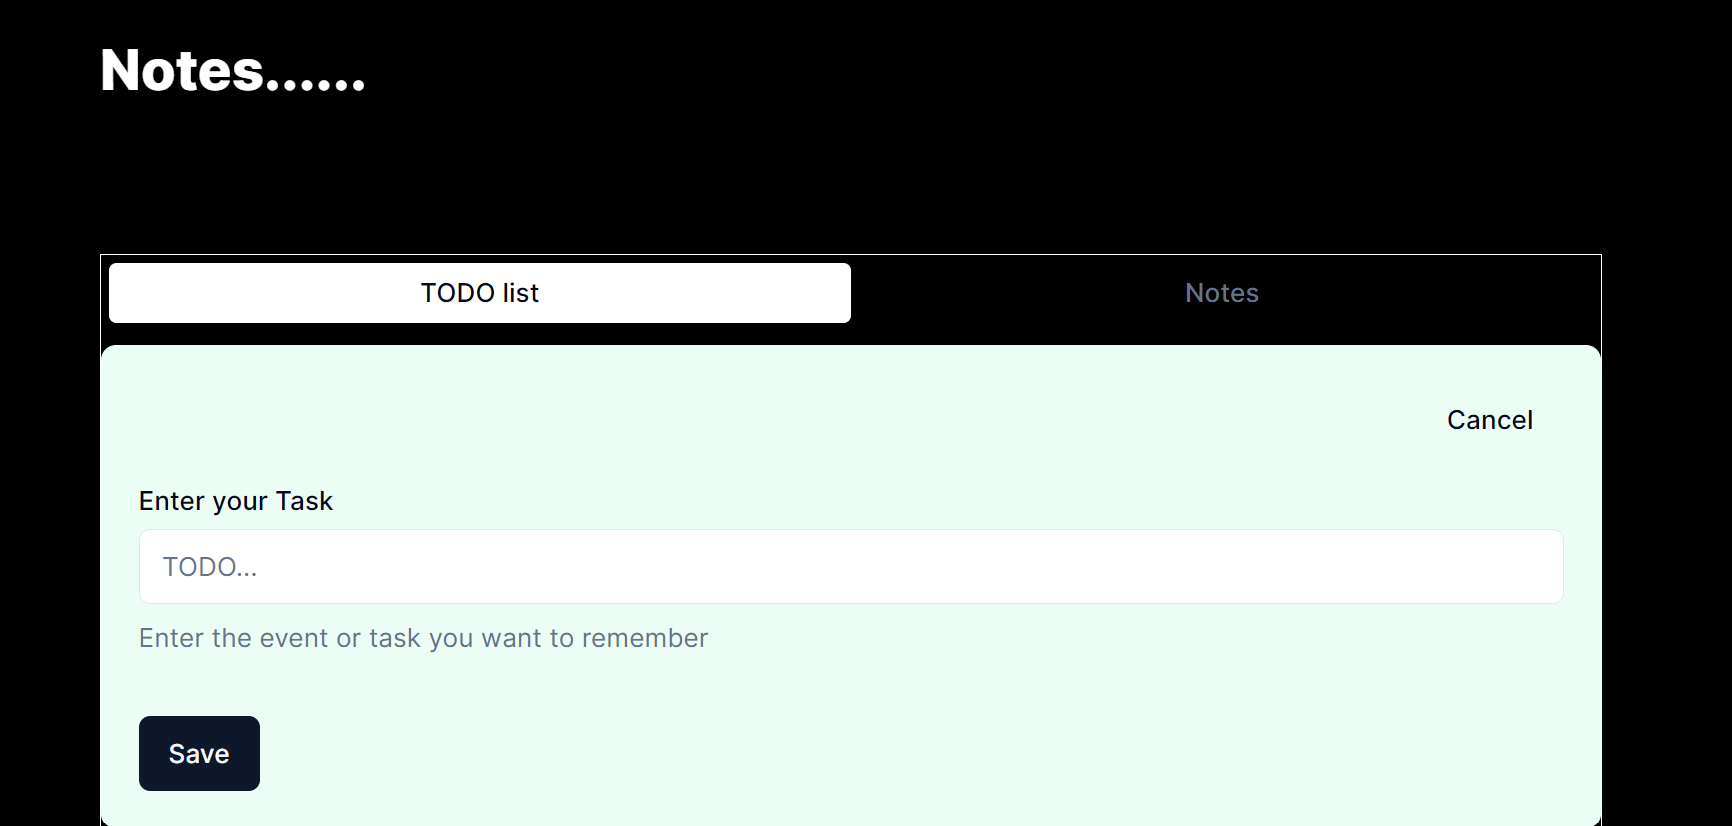 Notes......
TODO list
Notes
Cancel
Enter your Task
TODO...
Enter the event or task you want to remember
Save